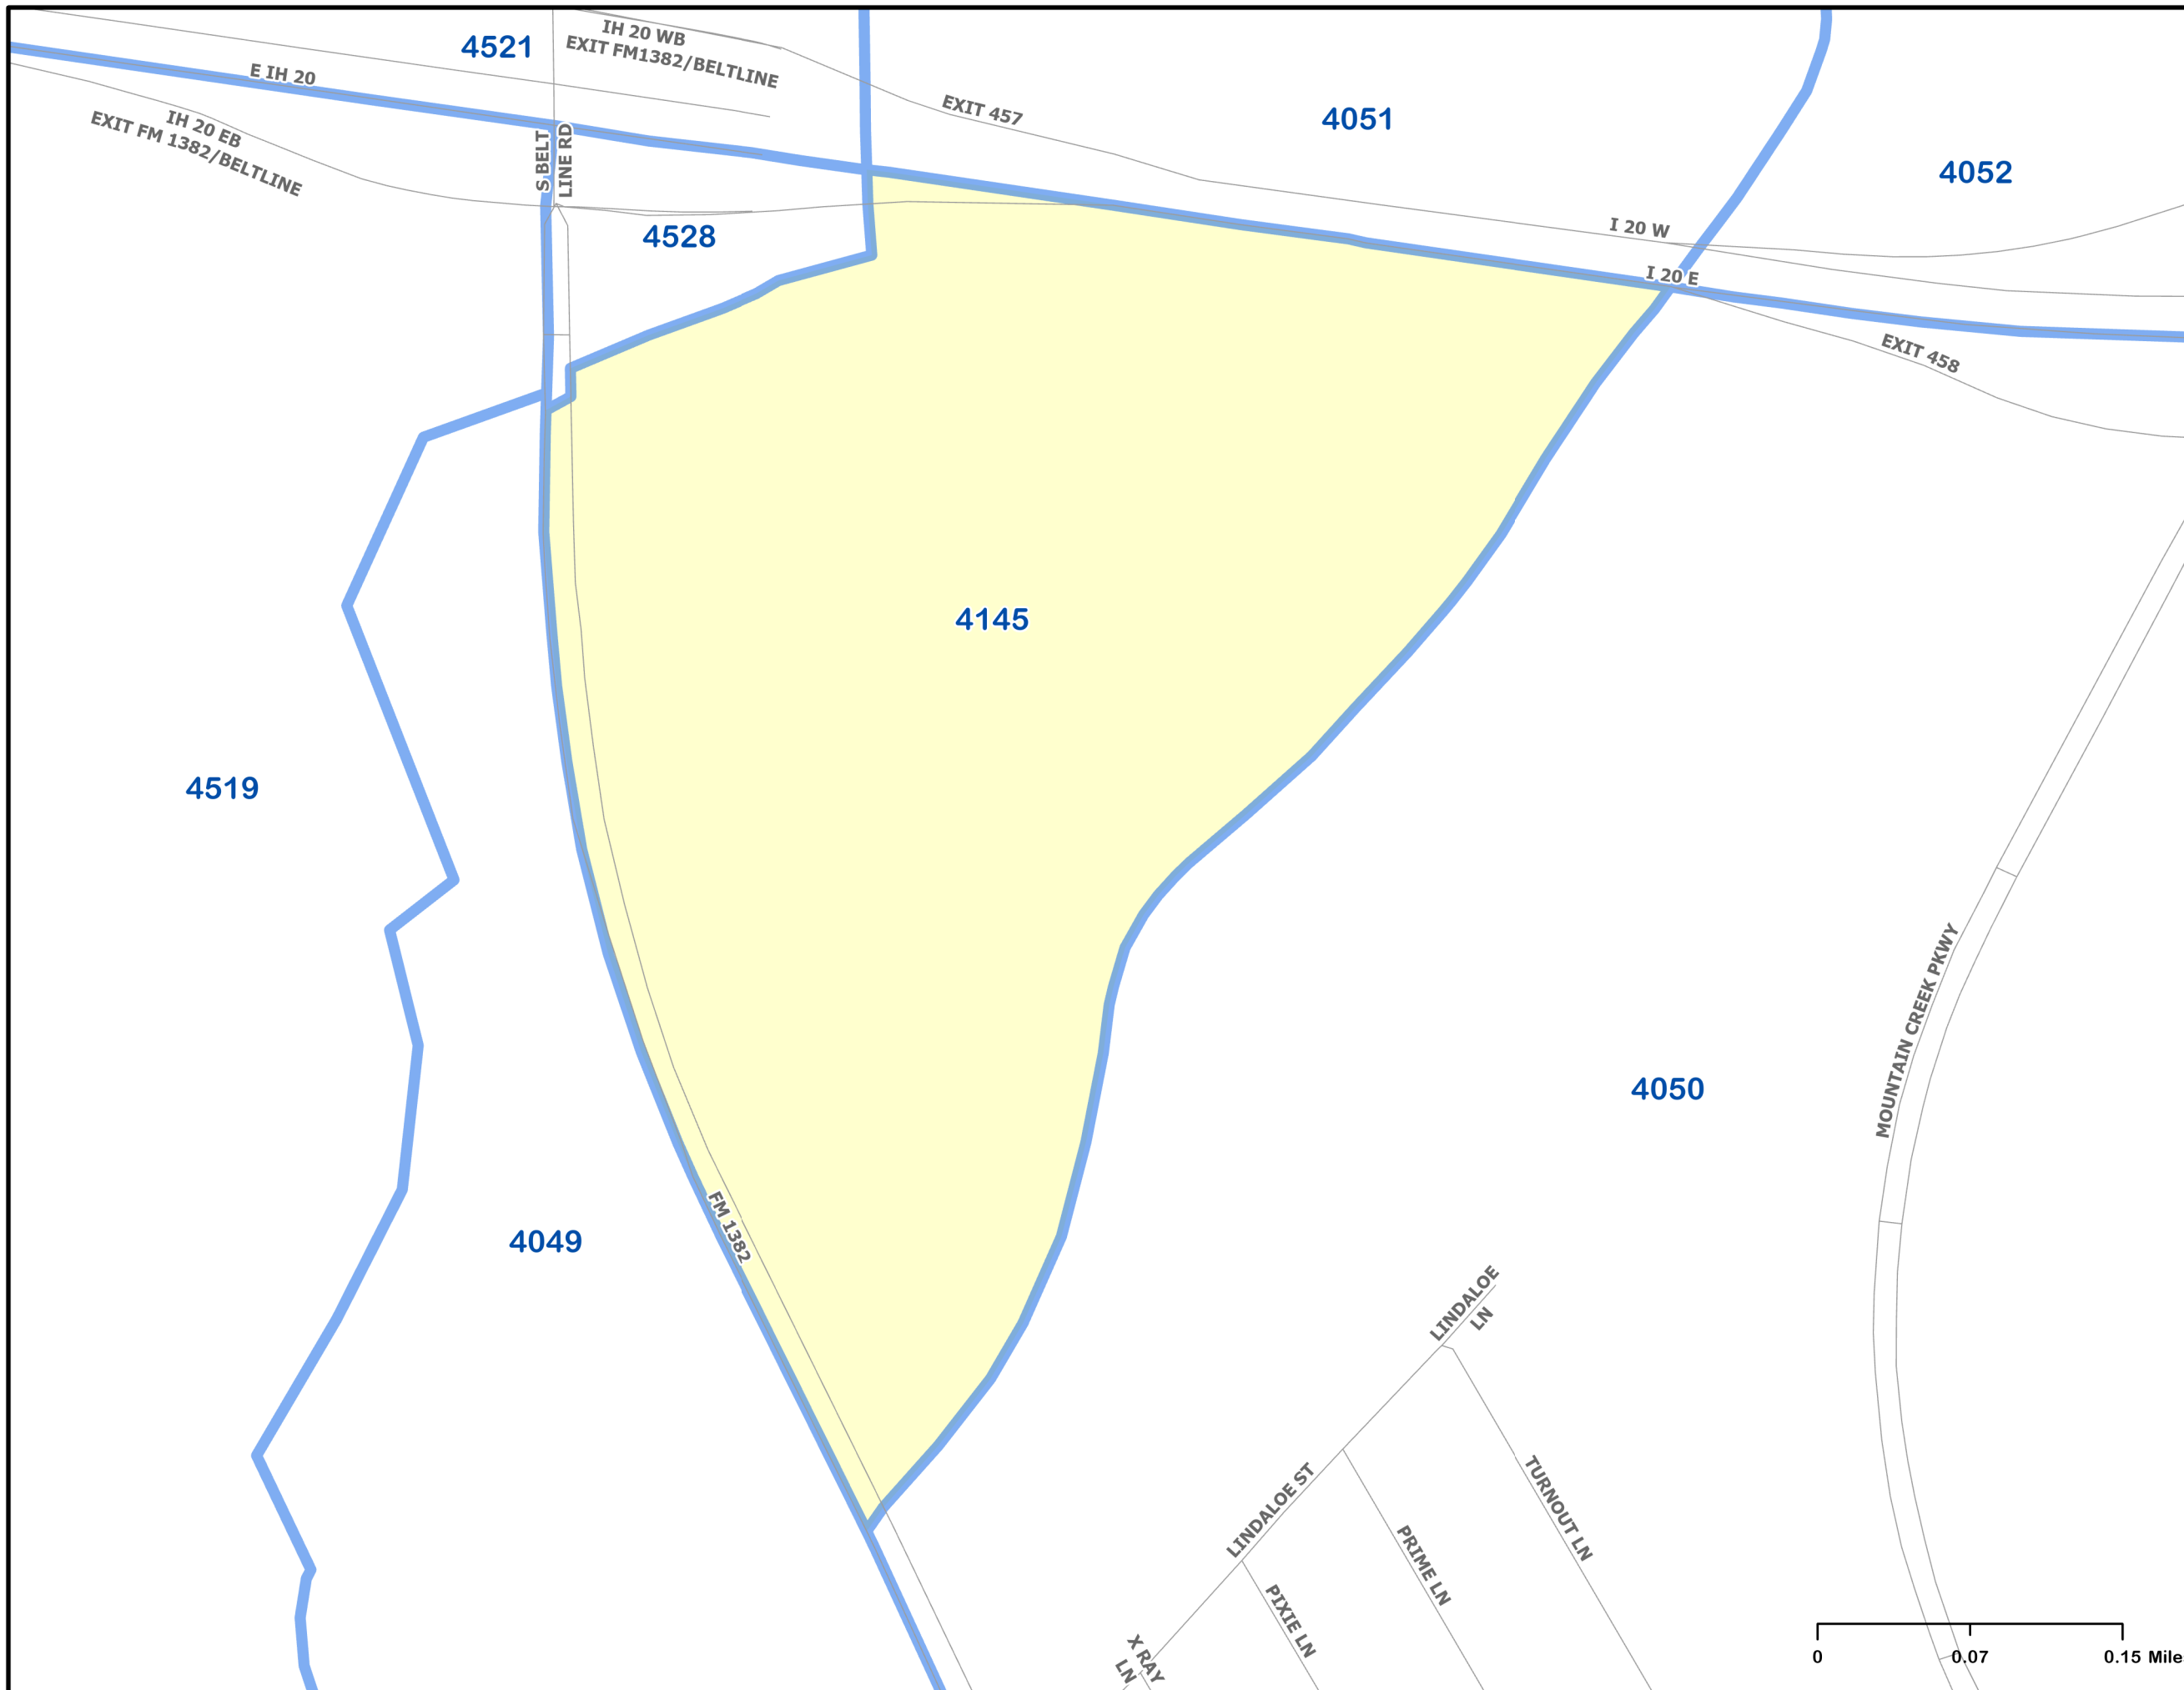 IH 20 WB
EXIT FM1382/BELTLINE
4521
E IH 20
IH 20 EB
EXIT FM 1382/BELTLINE
S BELT
LINE RD
EXIT 457
4051
4052
4528
I 20 W
I 20 E
EXIT 458
4145
4519
4050
MOUNTAIN CREEK PKWY
4049
FM 1382
LINDALOE
LN
LINDALOE ST
TURNOUT LN
PRIME LN
PIXIE LN
X RAY
LN
0 0.07 0.15 Mile